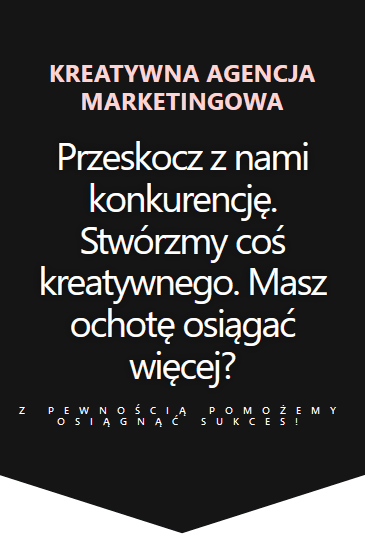 KREATYWNA AGENCJA
MARKETINGOWA
Przeskocz z nami
konkurencję.
Stwórzmy coś
kreatywnego. Masz
ochotę osiągać
więcej?
Z PEWNOŚCIĄ POMOŻEMY
OSIĄGNĄĆ SUKCES!